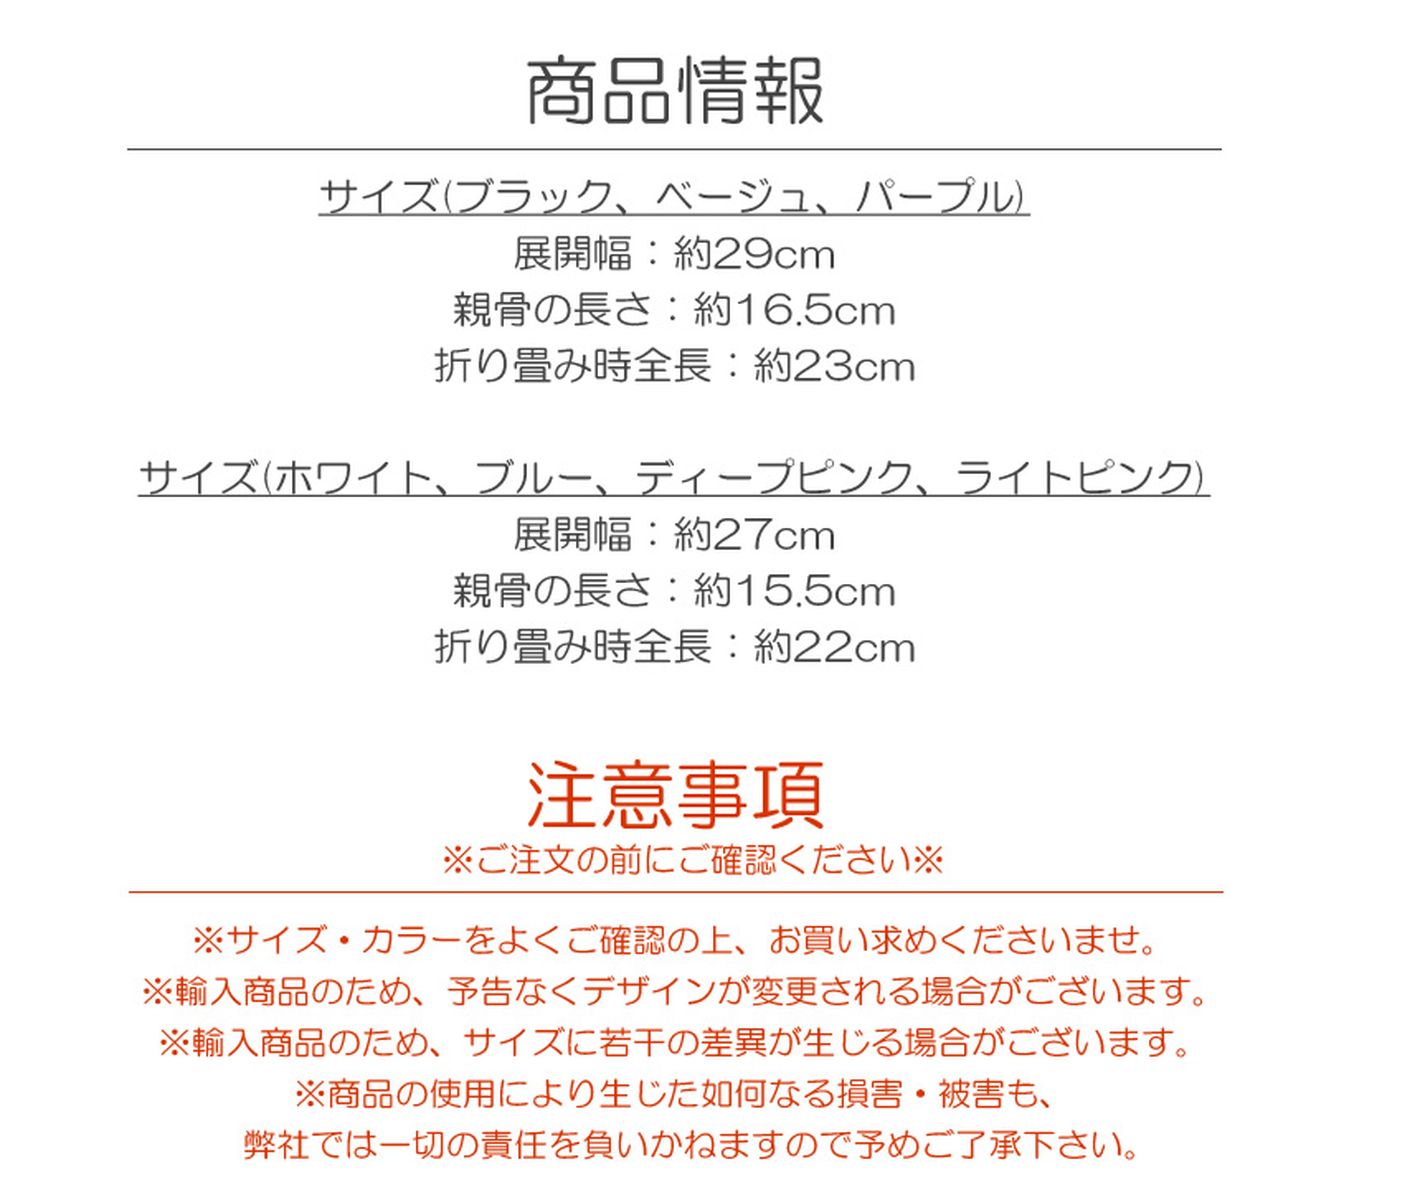 商品情報
サイズ(ブラック、ベージュ、パープル)
展開幅：約29cm
親骨の長さ：約16.5cm
折り畳み時全長：約23cm
サイズ(ホワイト、ブルー、ディープピンク、ライトピンク)
展開幅：約27cm
親骨の長さ：約15.5cm
折り畳み時全長：約22cm
注意事項
※ご注文の前にご確認ください※
※サイズ・カラーをよくご確認の上、お買い求めくださいませ。
※輸入商品のため、予告なくデザインが変更される場合がございます。
※輸入商品のため、サイズに若干の差異が生じる場合がございます。
※商品の使用により生じた如何なる損害・被害も、
弊社では一切の責任を負いかねますので予めご了承下さい。